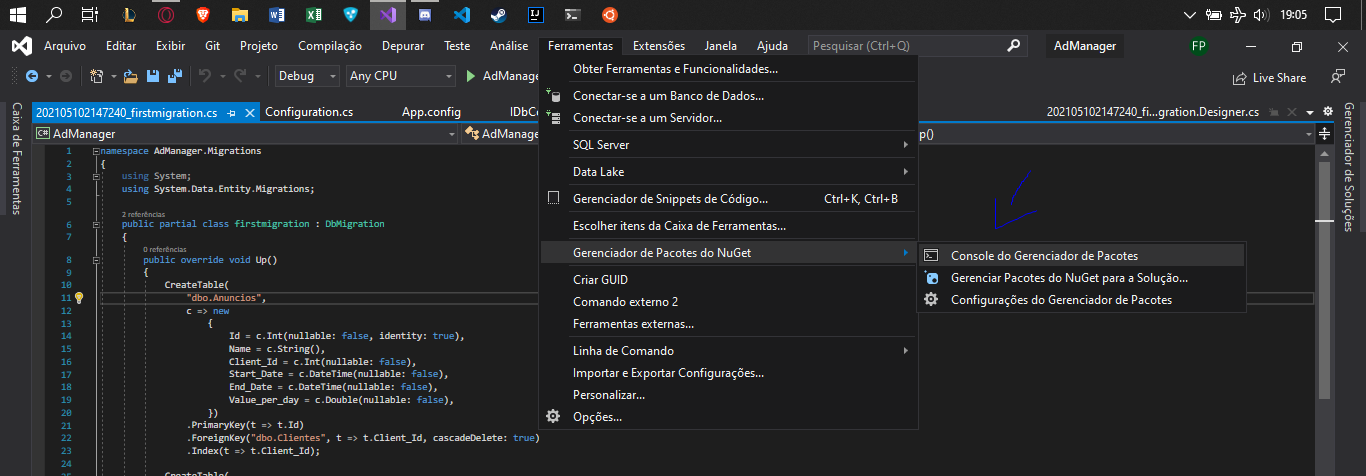 19:05
Arquivo Editar Exibir Git Projeto Compilação Depurar Teste Análise Ferramentas Extensões Janela Ajuda Pesquisar (Ctrl+Q) AdManager FP
Debug Any CPU AdManage Live Share
202105102147240_firstmigration.cs Configuration.cs App.config IDbCo 202105102147240_fi...gration.Designer.cs
Caixa de Ferramentas
Gerenciador de Soluções
C# AdManager AdManage p()
Obter Ferramentas e Funcionalidades...
Conectar-se a um Banco de Dados...
Conectar-se a um Servidor...
SQL Server
Data Lake
Gerenciador de Snippets de Código... Ctrl+K, Ctrl+B
Escolher itens da Caixa de Ferramentas...
Gerenciador de Pacotes do NuGet
Criar GUID
Comando externo 2
Ferramentas externas...
Linha de Comando
Importar e Exportar Configurações...
Personalizar...
Opções...
Console do Gerenciador de Pacotes
Gerenciar Pacotes do NuGet para a Solução...
Configurações do Gerenciador de Pacotes
1 namespace AdManager.Migrations
2 {
3 using System;
4 using System.Data.Entity.Migrations;
5
2 referências
6 public partial class firstmigration : DbMigration
7 {
0 referências
8 public override void Up()
9 {
10 CreateTable(
11 "dbo.Anuncios",
12 c => new
13 {
14 Id = c.Int(nullable: false, identity: true),
15 Name = c.String(),
16 Client_Id = c.Int(nullable: false),
17 Start_Date = c.DateTime(nullable: false),
18 End_Date = c.DateTime(nullable: false),
19 Value_per_day = c.Double(nullable: false),
20 })
21 .PrimaryKey(t => t.Id)
22 .ForeignKey("dbo.Clientes", t => t.Client_Id, cascadeDelete: true)
23 .Index(t => t.Client_Id);
24
CreateTable(